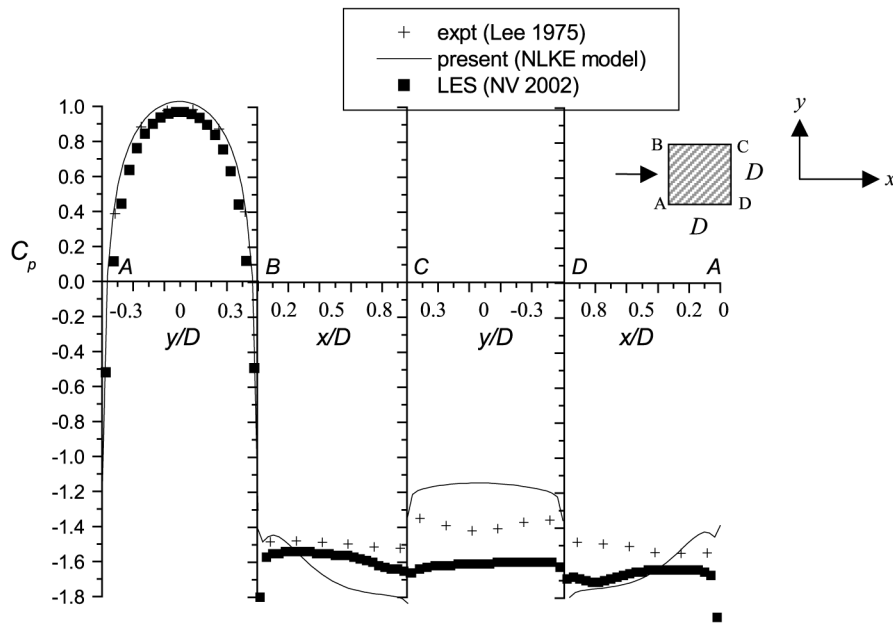 expt (Lee 1975)
present (NLKE model)
LES (NV 2002)
y
x
B C
A D
D
D
C_p
1.0
0.8
0.6
0.4
0.2
0.0
-0.2
-0.4
-0.6
-0.8
-1.0
-1.2
-1.4
-1.6
-1.8
A B C D A
-0.3 0 0.3 0.2 0.5 0.8 0.3 0 -0.3 0.8 0.5 0.2 0
y/D x/D y/D x/D